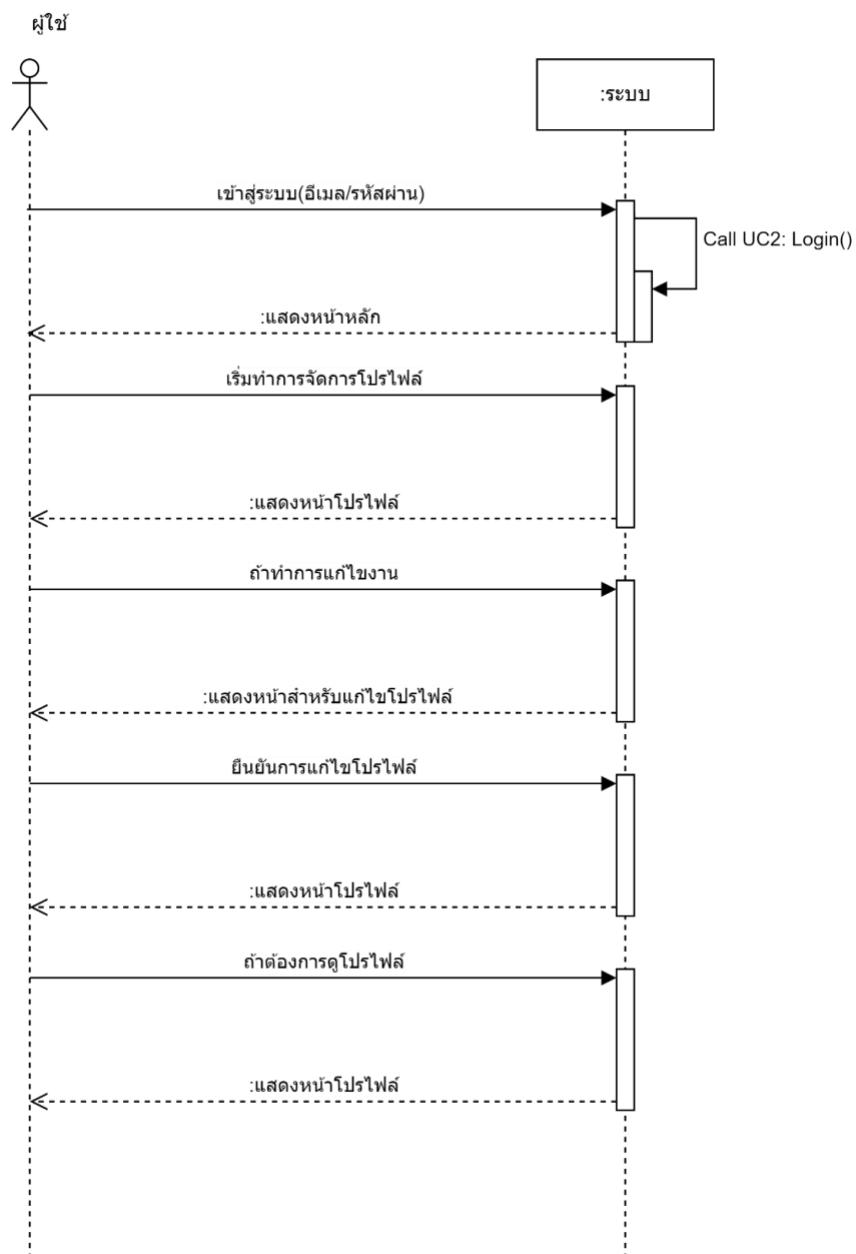 ผู้ใช้
:ระบบ
เข้าสู่ระบบ(อีเมล/รหัสผ่าน)
Call UC2: Login()
:แสดงหน้าหลัก
เริ่มทำการจัดการโปรไฟล์
:แสดงหน้าโปรไฟล์
ถ้าทำการแก้ไขงาน
:แสดงหน้าสำหรับแก้ไขโปรไฟล์
ยืนยันการแก้ไขโปรไฟล์
:แสดงหน้าโปรไฟล์
ถ้าต้องการดูโปรไฟล์
:แสดงหน้าโปรไฟล์